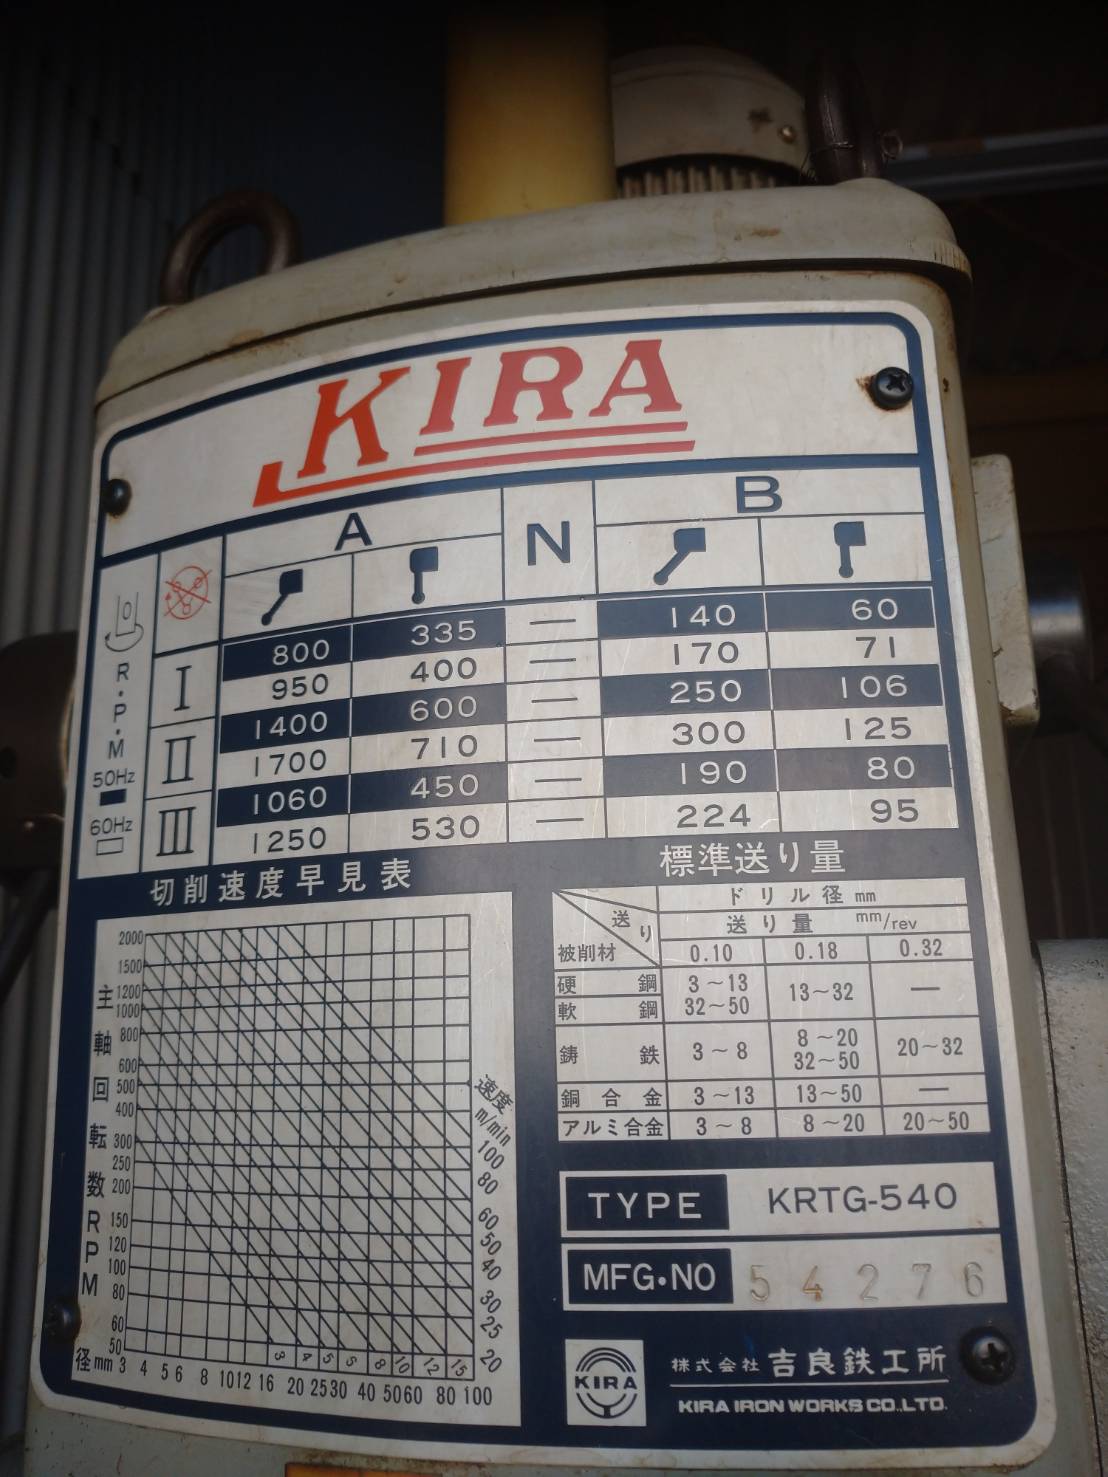 KIRA
A N B
R・P・M
50Hz
60Hz
I
II
III
800 335 — 140 60
950 400 — 170 71
1400 600 — 250 106
1700 710 — 300 125
1060 450 — 190 80
1250 530 — 224 95
切削速度早見表
主軸回転数RPM
2000
1500
1200
1000
800
600
500
400
300
250
200
150
120
100
80
60
50
速度
m/min
100
80
60
50
40
30
25
20
3 4 5 6 8 10 12 15
径mm 3 4 5 6 8 10 12 16 20 25 30 40 50 60 80 100
標準送り量
ドリル径 mm
送り
送り量 mm/rev
被削材 0.10 0.18 0.32
硬鋼 3~13 13~32 —
軟鋼 32~50
鋳鉄 3~8 8~20 20~32
32~50
銅合金 3~13 13~50 —
アルミ合金 3~8 8~20 20~50
TYPE KRTG-540
MFG・NO 54276
KIRA
株式会社 吉良鉄工所
KIRA IRON WORKS CO.,LTD.